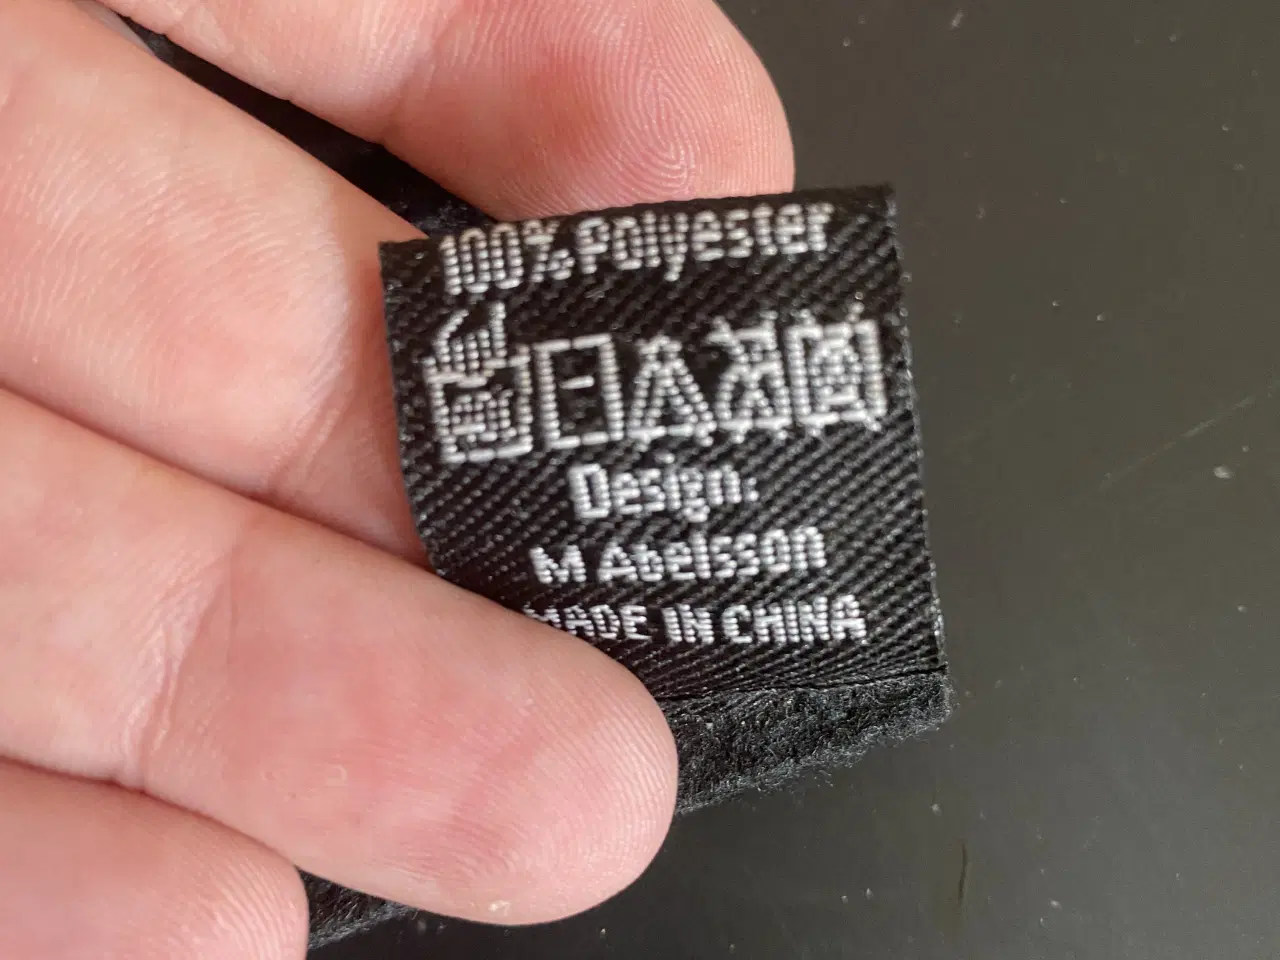 100% Polyester
Design:
M Abelsson
MADE IN CHINA